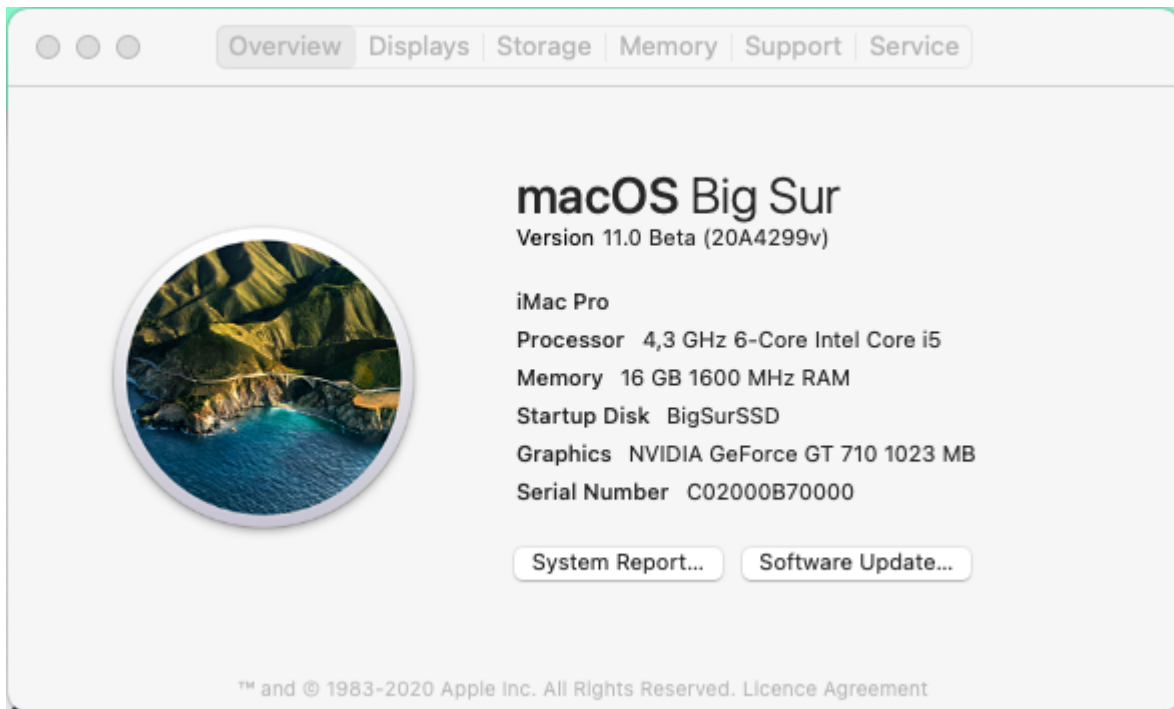 Overview Displays Storage Memory Support Service
macOS Big Sur
Version 11.0 Beta (20A4299v)
iMac Pro
Processor 4,3 GHz 6-Core Intel Core i5
Memory 16 GB 1600 MHz RAM
Startup Disk BigSurSSD
Graphics NVIDIA GeForce GT 710 1023 MB
Serial Number C02000B70000
System Report... Software Update...
™ and © 1983-2020 Apple Inc. All Rights Reserved. Licence Agreement